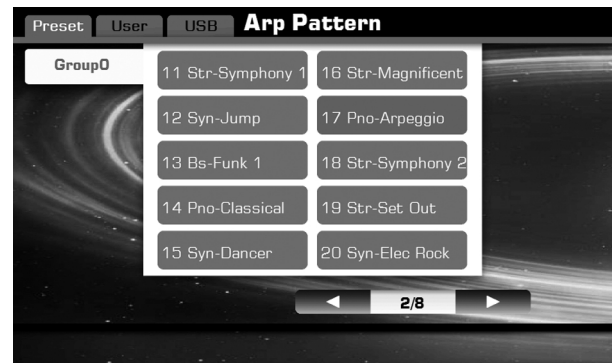 Preset User USB Arp Pattern
Group0
11 Str-Symphony 1 16 Str-Magnificent
12 Syn-Jump 17 Pno-Arpeggio
13 Bs-Funk 1 18 Str-Symphony 2
14 Pno-Classical 19 Str-Set Out
15 Syn-Dancer 20 Syn-Elec Rock
2/8